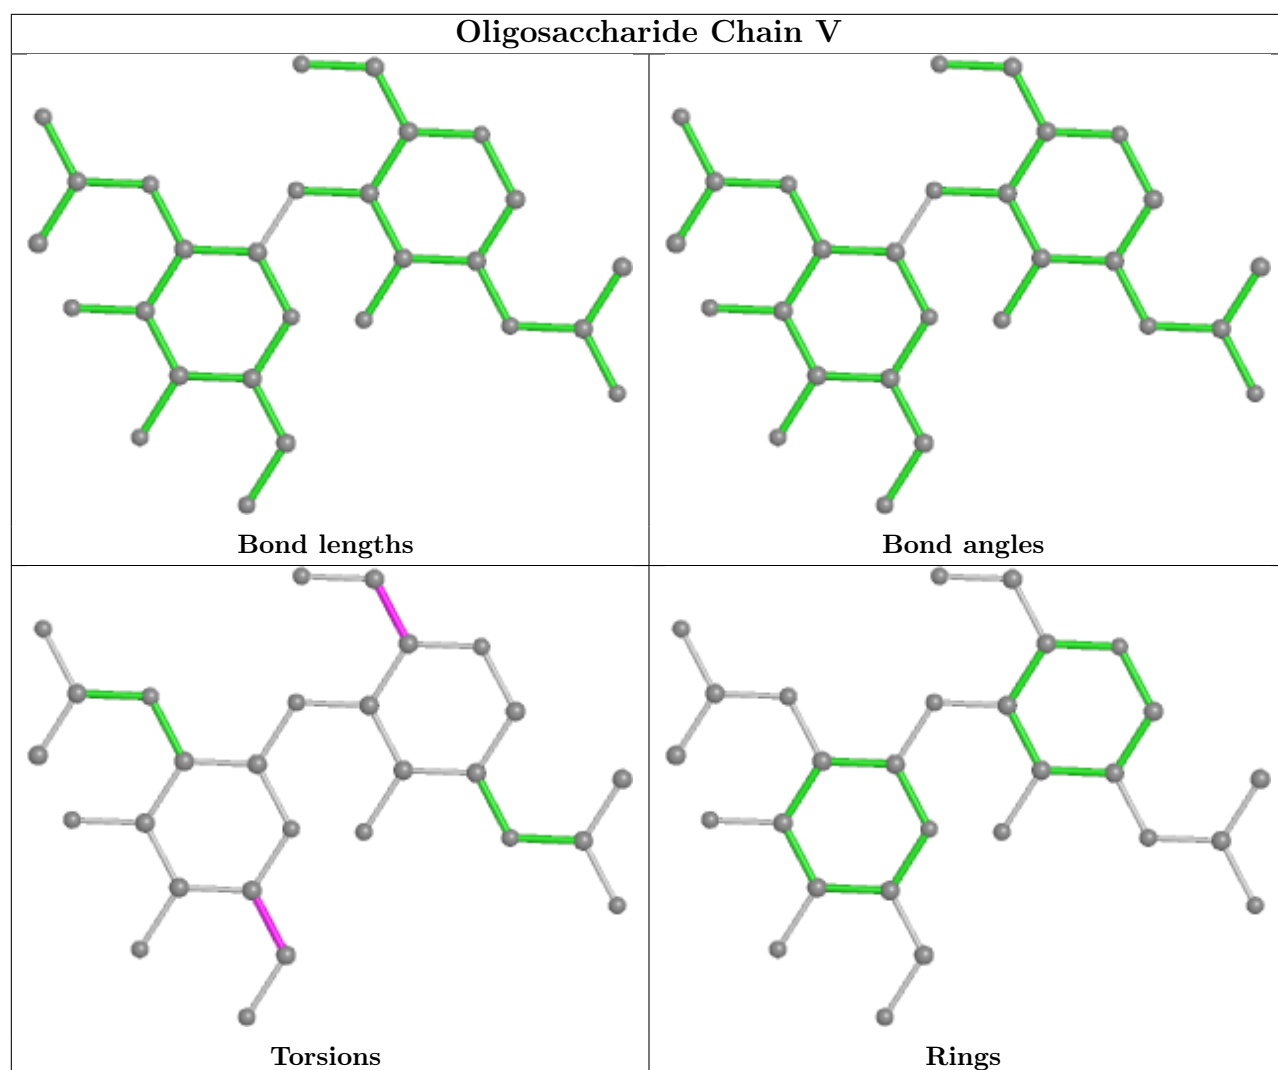 Oligosaccharide Chain V
Bond lengths
Bond angles
Torsions
Rings